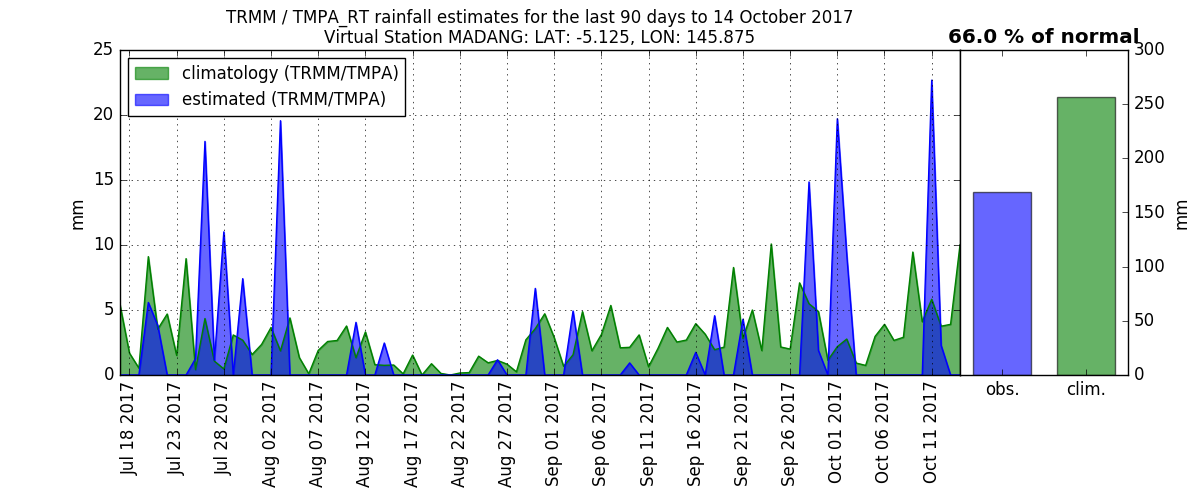 TRMM / TMPA_RT rainfall estimates for the last 90 days to 14 October 2017
Virtual Station MADANG: LAT: -5.125, LON: 145.875
66.0 % of normal
climatology (TRMM/TMPA)
estimated (TRMM/TMPA)
25
20
15
10
5
0
mm
300
250
200
150
100
50
0
mm
obs.
clim.
Jul 18 2017
Jul 23 2017
Jul 28 2017
Aug 02 2017
Aug 07 2017
Aug 12 2017
Aug 17 2017
Aug 22 2017
Aug 27 2017
Sep 01 2017
Sep 06 2017
Sep 11 2017
Sep 16 2017
Sep 21 2017
Sep 26 2017
Oct 01 2017
Oct 06 2017
Oct 11 2017